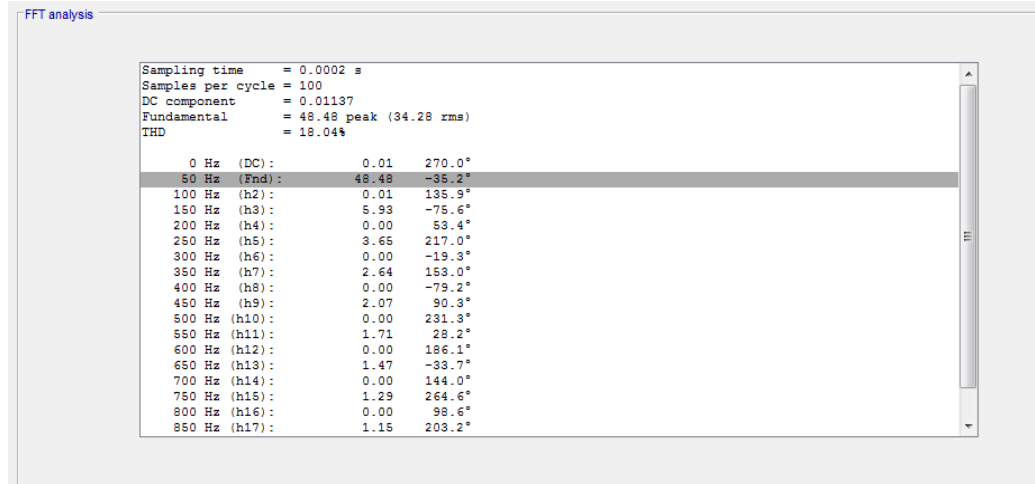 FFT analysis
Sampling time = 0.0002 s
Samples per cycle = 100
DC component = 0.01137
Fundamental = 48.48 peak (34.28 rms)
THD = 18.04%
0 Hz (DC): 0.01 270.0°
50 Hz (Fnd): 48.48 -35.2°
100 Hz (h2): 0.01 135.9°
150 Hz (h3): 5.93 -75.6°
200 Hz (h4): 0.00 53.4°
250 Hz (h5): 3.65 217.0°
300 Hz (h6): 0.00 -19.3°
350 Hz (h7): 2.64 153.0°
400 Hz (h8): 0.00 -79.2°
450 Hz (h9): 2.07 90.3°
500 Hz (h10): 0.00 231.3°
550 Hz (h11): 1.71 28.2°
600 Hz (h12): 0.00 186.1°
650 Hz (h13): 1.47 -33.7°
700 Hz (h14): 0.00 144.0°
750 Hz (h15): 1.29 264.6°
800 Hz (h16): 0.00 98.6°
850 Hz (h17): 1.15 203.2°